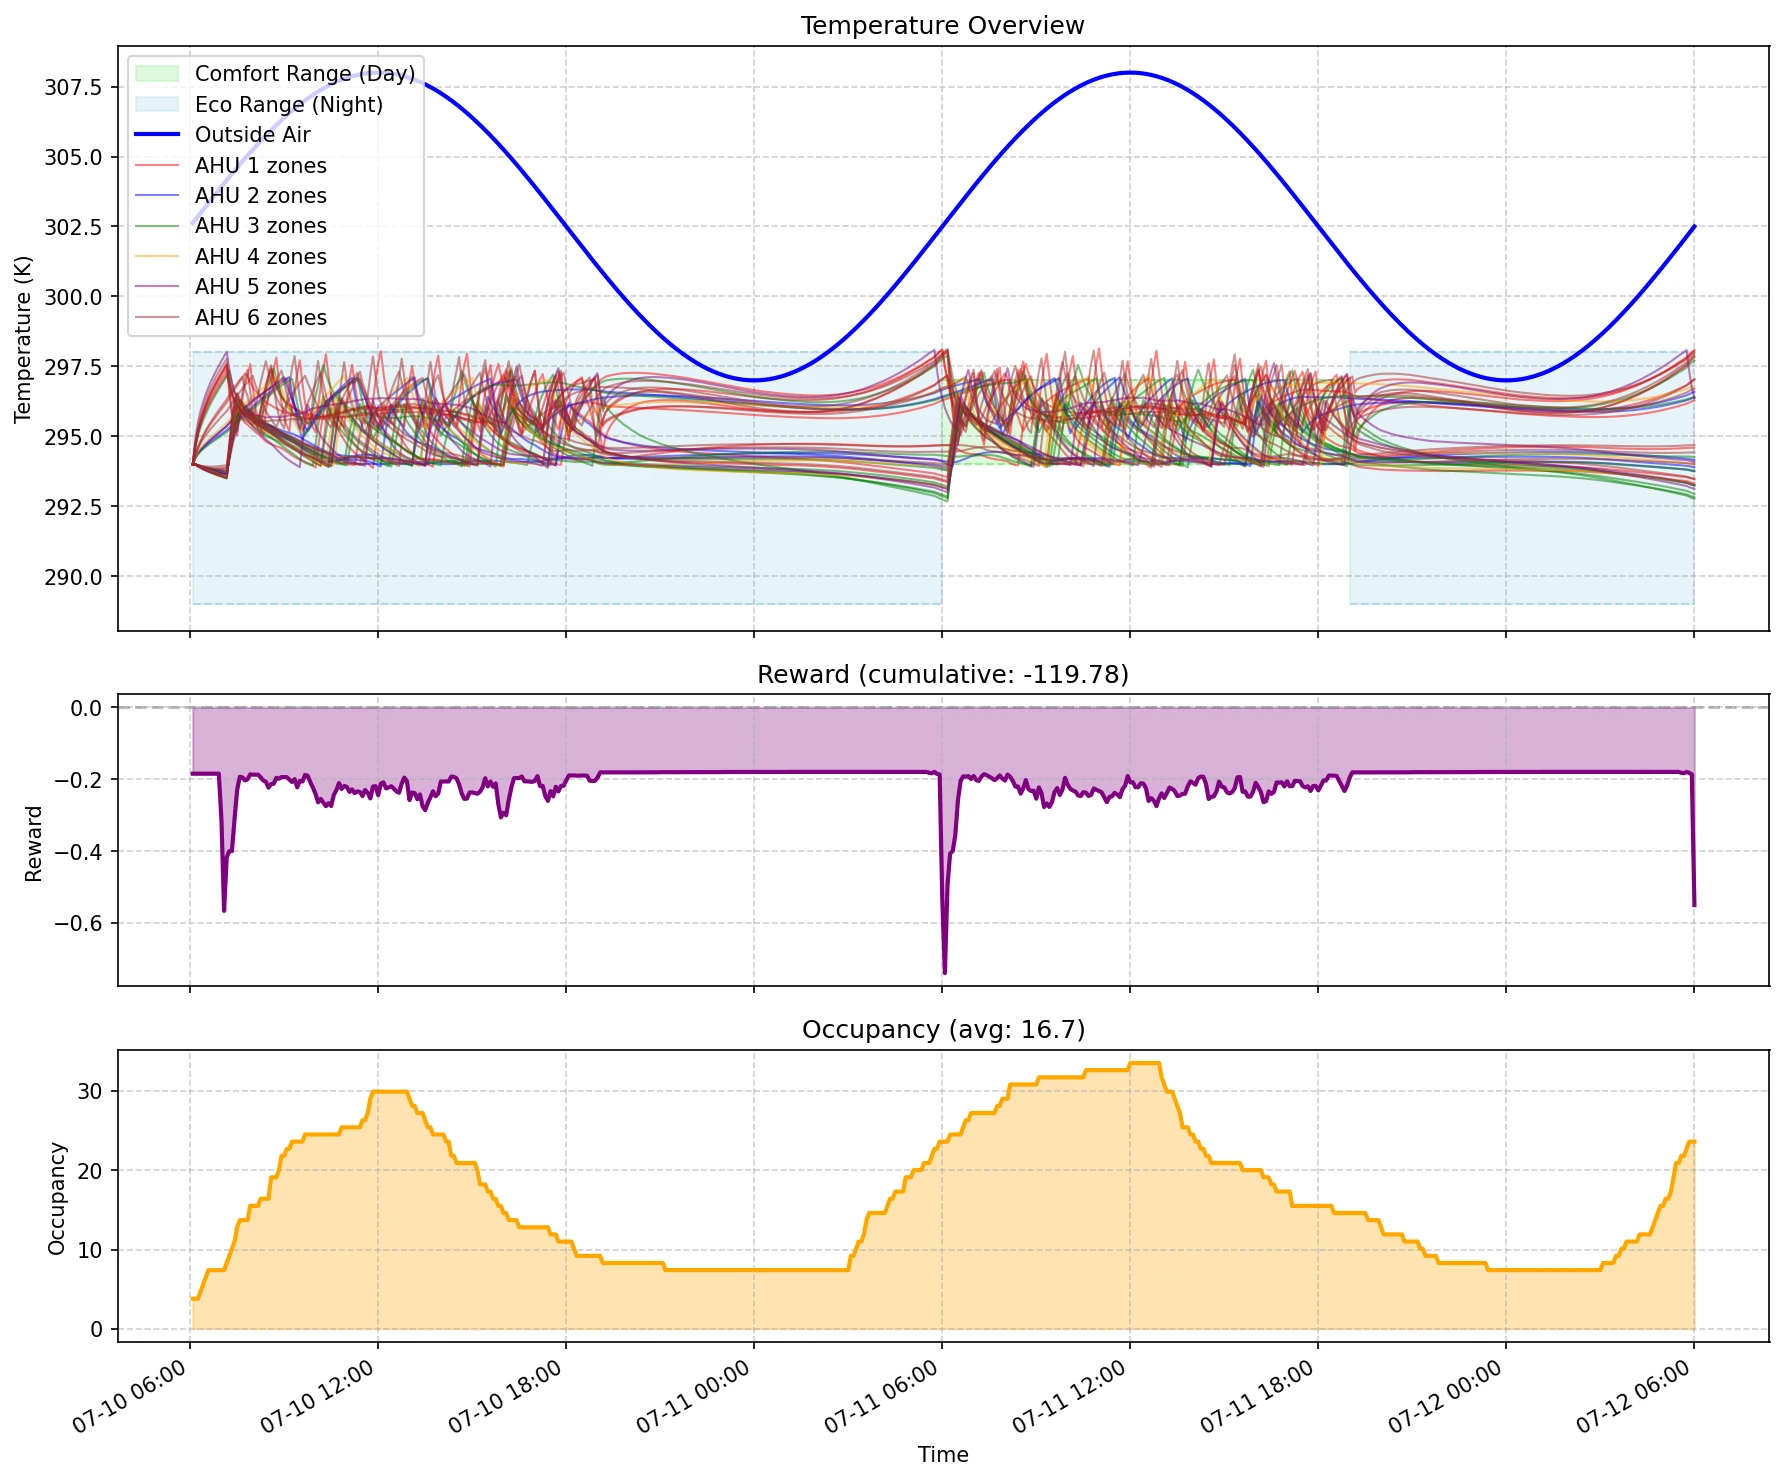 Temperature Overview
Temperature (K)
307.5
305.0
302.5
300.0
297.5
295.0
292.5
290.0
Comfort Range (Day)
Eco Range (Night)
Outside Air
AHU 1 zones
AHU 2 zones
AHU 3 zones
AHU 4 zones
AHU 5 zones
AHU 6 zones
Reward (cumulative: -119.78)
Reward
0.0
−0.2
−0.4
−0.6
Occupancy (avg: 16.7)
Occupancy
30
20
10
0
07-10 06:00
07-10 12:00
07-10 18:00
07-11 00:00
07-11 06:00
07-11 12:00
07-11 18:00
07-12 00:00
07-12 06:00
Time